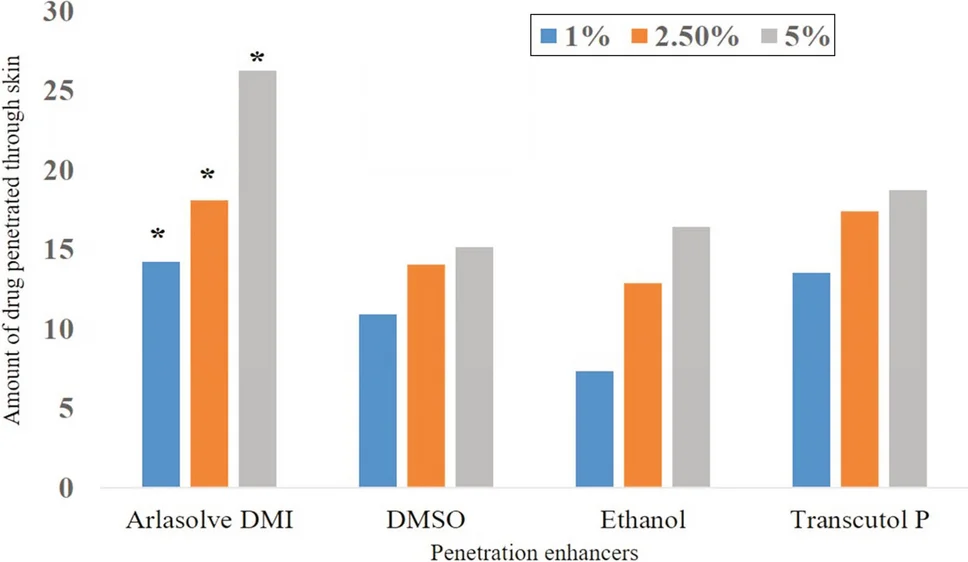 30
1% 2.50% 5%
Amount of drug penetrated through skin
25
20
15
10
5
0
*
*
*
Arlasolve DMI DMSO Ethanol Transcutol P
Penetration enhancers